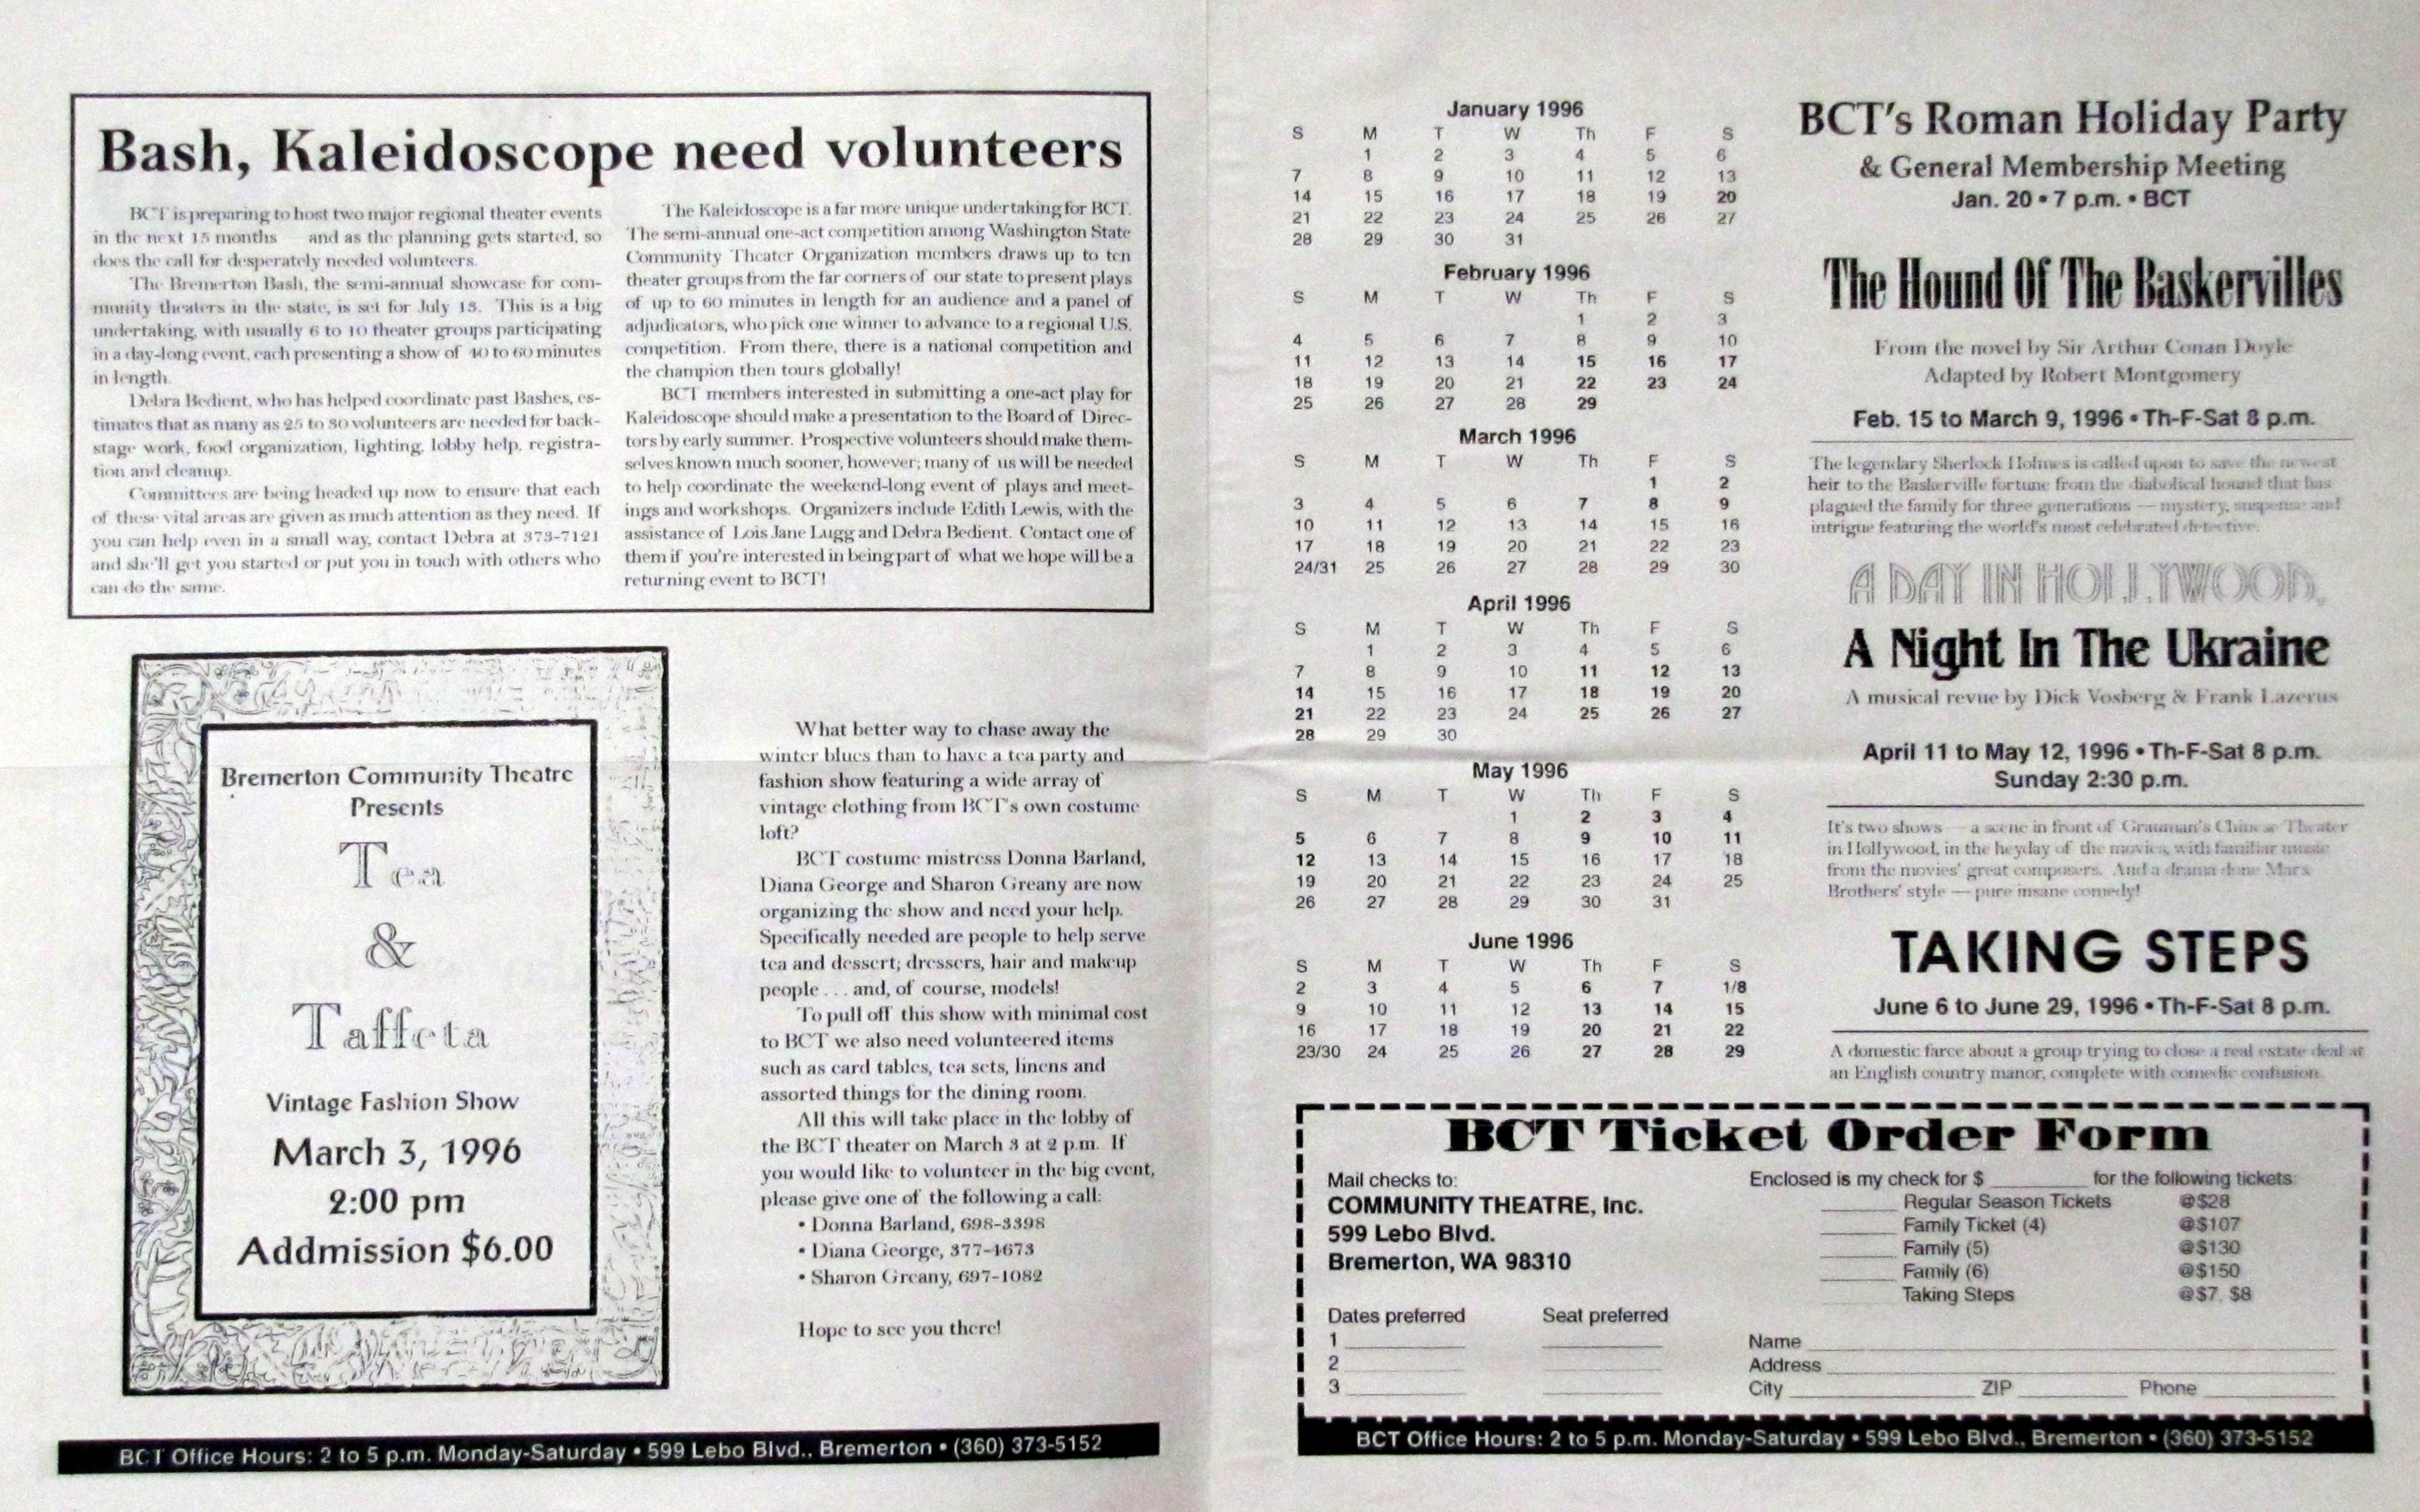 Bash, Kaleidoscope need volunteers
BCT is preparing to host two major regional theater events
in the next 15 months and as the planning gets started, so
does the call for desperately needed volunteers.
The Bremerton Bash, the semi-annual showcase for com-
munity theaters in the state, is set for July 13. This is a big
undertaking, with usually 6 to 10 theater groups participating
in a day-long event, each presenting a show of 40 to 60 minutes
in length.
Debra Bedient, who has helped coordinate past Bashes, es-
timates that as many as 25 to 30 volunteers are needed for back-
stage work, food organization, lighting, lobby help, registra-
tion and cleanup.
Committees are being headed up now to ensure that each
of these vital areas are given as much attention as they need. If
you can help even in a small way, contact Debra at 373-7121
and she'll get you started or put you in touch with others who
can do the same.
The Kaleidoscope is a far more unique undertaking for BCT.
The semi-annual one-act competition among Washington State
Community Theater Organization members draws up to ten
theater groups from the far corners of our state to present plays
of up to 60 minutes in length for an audience and a panel of
adjudicators, who pick one winner to advance to a regional U.S.
competition. From there, there is a national competition and
the champion then tours globally!
BCT members interested in submitting a one-act play for
Kaleidoscope should make a presentation to the Board of Direc-
tors by early summer. Prospective volunteers should make them-
selves known much sooner, however; many of us will be needed
to help coordinate the weekend-long event of plays and meet-
ings and workshops. Organizers include Edith Lewis, with the
assistance of Lois Jane Lugg and Debra Bedient. Contact one of
them if you're interested in being part of what we hope will be a
returning event to BCT!
Bremerton Community Theatre
Presents
Tea
&
Taffeta
Vintage Fashion Show
March 3, 1996
2:00 pm
Addmission $6.00
What better way to chase away the
winter blues than to have a tea party and
fashion show featuring a wide array of
vintage clothing from BCT's own costume
loft?
BCT costume mistress Donna Barland,
Diana George and Sharon Greany are now
organizing the show and need your help.
Specifically needed are people to help serve
tea and dessert; dressers, hair and makeup
people . . . and, of course, models!
To pull off this show with minimal cost
to BCT we also need volunteered items
such as card tables, tea sets, linens and
assorted things for the dining room.
All this will take place in the lobby of
the BCT theater on March 3 at 2 p.m. If
you would like to volunteer in the big event,
please give one of the following a call:
• Donna Barland, 698-3398
• Diana George, 377-4673
• Sharon Greany, 697-1082
Hope to see you there!
BCT Office Hours: 2 to 5 p.m. Monday-Saturday • 599 Lebo Blvd., Bremerton • (360) 373-5152
January 1996
S M T W Th F S
1 2 3 4 5 6
7 8 9 10 11 12 13
14 15 16 17 18 19 20
21 22 23 24 25 26 27
28 29 30 31
February 1996
S M T W Th F S
1 2 3
4 5 6 7 8 9 10
11 12 13 14 15 16 17
18 19 20 21 22 23 24
25 26 27 28 29
March 1996
S M T W Th F S
1 2
3 4 5 6 7 8 9
10 11 12 13 14 15 16
17 18 19 20 21 22 23
24/31 25 26 27 28 29 30
April 1996
S M T W Th F S
1 2 3 4 5 6
7 8 9 10 11 12 13
14 15 16 17 18 19 20
21 22 23 24 25 26 27
28 29 30
May 1996
S M T W Th F S
1 2 3 4
5 6 7 8 9 10 11
12 13 14 15 16 17 18
19 20 21 22 23 24 25
26 27 28 29 30 31
June 1996
S M T W Th F S
2 3 4 5 6 7 1/8
9 10 11 12 13 14 15
16 17 18 19 20 21 22
23/30 24 25 26 27 28 29
BCT's Roman Holiday Party
& General Membership Meeting
Jan. 20 • 7 p.m. • BCT
The Hound Of The Baskervilles
From the novel by Sir Arthur Conan Doyle
Adapted by Robert Montgomery
Feb. 15 to March 9, 1996 • Th-F-Sat 8 p.m.
The legendary Sherlock Holmes is called upon to save the newest
heir to the Baskerville fortune from the diabolical hound that has
plagued the family for three generations — mystery, suspense and
intrigue featuring the world's most celebrated detective.
A DAY IN HOLLYWOOD,
A Night In The Ukraine
A musical revue by Dick Vosberg & Frank Lazerus
April 11 to May 12, 1996 • Th-F-Sat 8 p.m.
Sunday 2:30 p.m.
It's two shows — a scene in front of Grauman's Chinese Theater
in Hollywood, in the heyday of the movies, with familiar music
from the movies' great composers. And a drama done Marx
Brothers' style — pure insane comedy!
TAKING STEPS
June 6 to June 29, 1996 • Th-F-Sat 8 p.m.
A domestic farce about a group trying to close a real estate deal at
an English country manor, complete with comedic confusion.
BCT Ticket Order Form
Mail checks to:
COMMUNITY THEATRE, Inc.
599 Lebo Blvd.
Bremerton, WA 98310
Dates preferred Seat preferred
1
2
3
Enclosed is my check for $ for the following tickets:
Regular Season Tickets @$28
Family Ticket (4) @$107
Family (5) @$130
Family (6) @$150
Taking Steps @$7, $8
Name
Address
City ZIP Phone
BCT Office Hours: 2 to 5 p.m. Monday-Saturday • 599 Lebo Blvd., Bremerton • (360) 373-5152